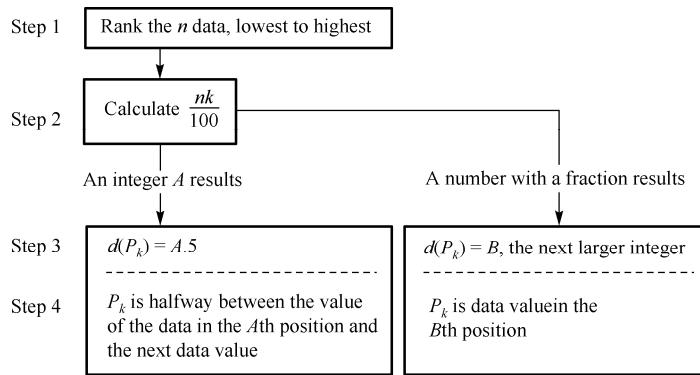 Step 1
Rank the n data, lowest to highest
Step 2
Calculate nk/100
An integer A results
A number with a fraction results
Step 3
d(Pₖ) = A.5
d(Pₖ) = B, the next larger integer
Step 4
Pₖ is halfway between the value
of the data in the Ath position and
the next data value
Pₖ is data valuein the
Bth position